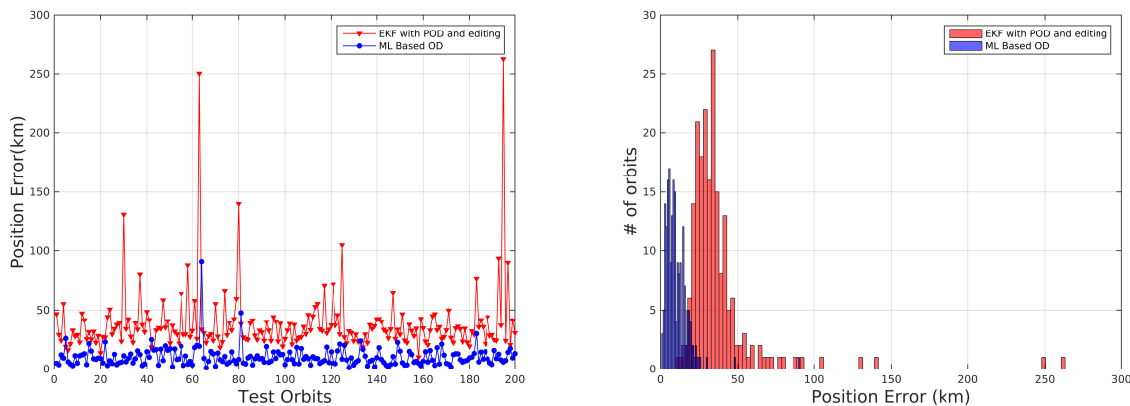 300
250
200
150
100
50
0
Position Error(km)
0 20 40 60 80 100 120 140 160 180 200
Test Orbits
EKF with POD and editing
ML Based OD
30
25
20
15
10
5
0
# of orbits
0 50 100 150 200 250 300
Position Error (km)
EKF with POD and editing
ML Based OD